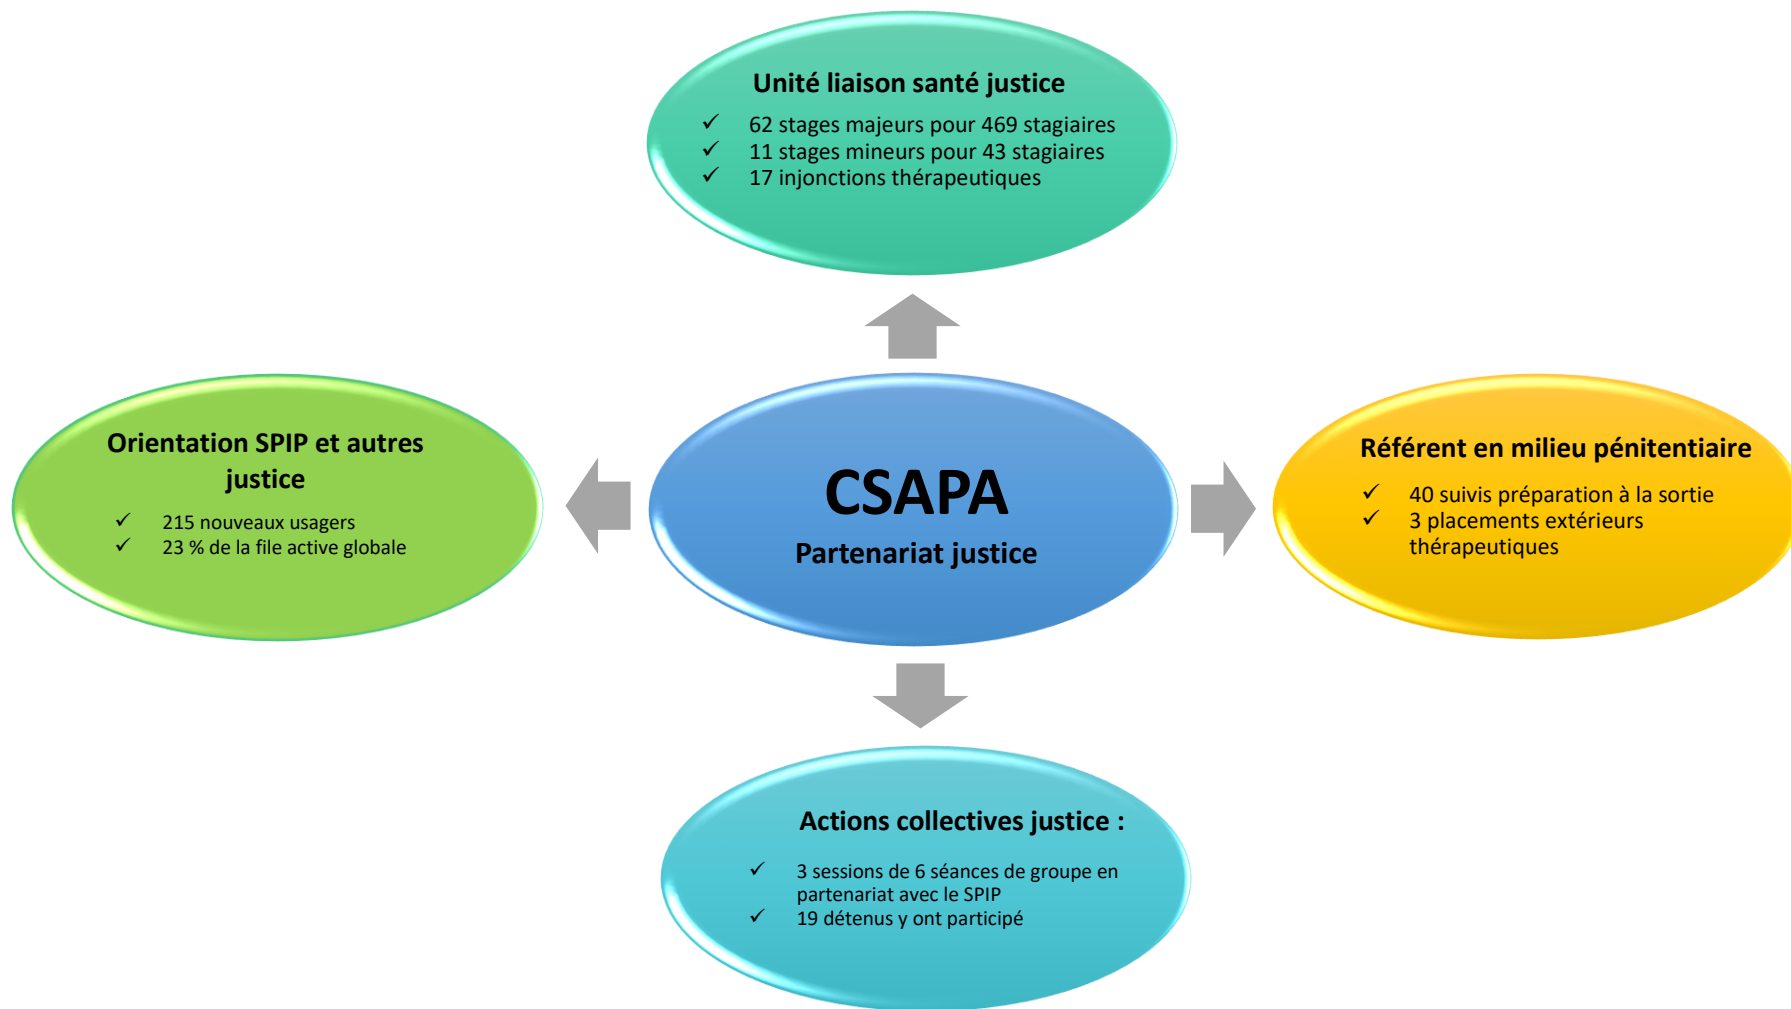 Unité liaison santé justice
✓ 62 stages majeurs pour 469 stagiaires
✓ 11 stages mineurs pour 43 stagiaires
✓ 17 injonctions thérapeutiques
Orientation SPIP et autres
justice
✓ 215 nouveaux usagers
✓ 23 % de la file active globale
CSAPA
Partenariat justice
Référent en milieu pénitentiaire
✓ 40 suivis préparation à la sortie
✓ 3 placements extérieurs
thérapeutiques
Actions collectives justice :
✓ 3 sessions de 6 séances de groupe en
partenariat avec le SPIP
✓ 19 détenus y ont participé